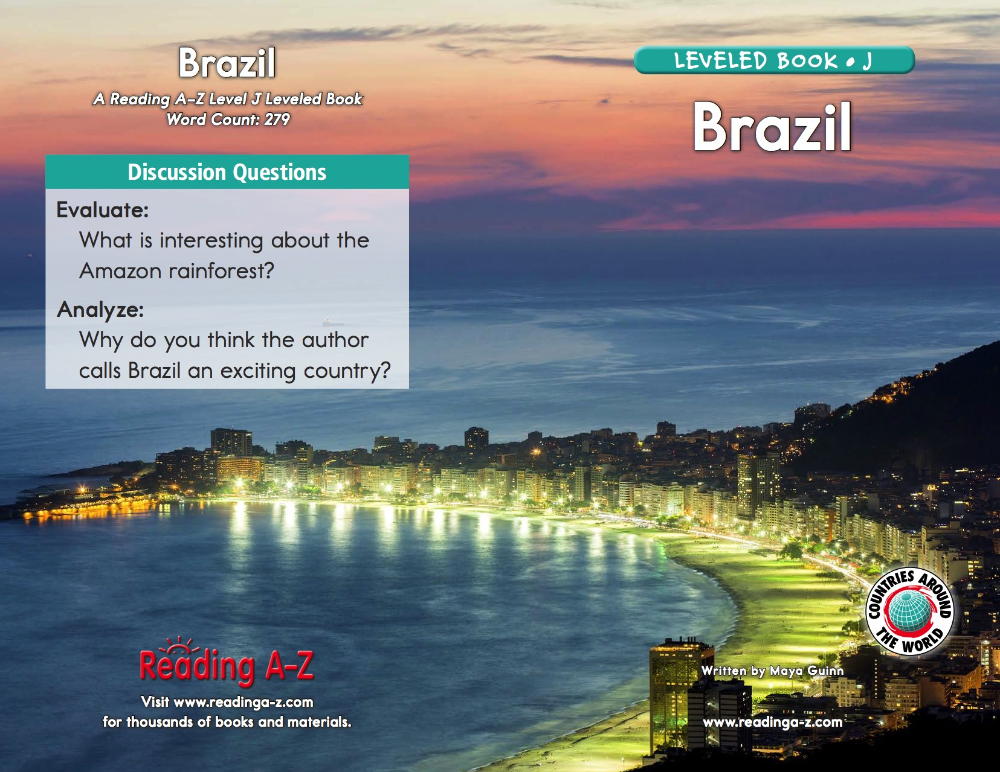 Brazil
A Reading A–Z Level J Leveled Book
Word Count: 279
Discussion Questions
Evaluate:
What is interesting about the
Amazon rainforest?
Analyze:
Why do you think the author
calls Brazil an exciting country?
Reading A–Z
Visit www.readinga-z.com
for thousands of books and materials.
LEVELED BOOK • J
Brazil
COUNTRIES AROUND
THE WORLD
Written by Maya Guinn
www.readinga-z.com